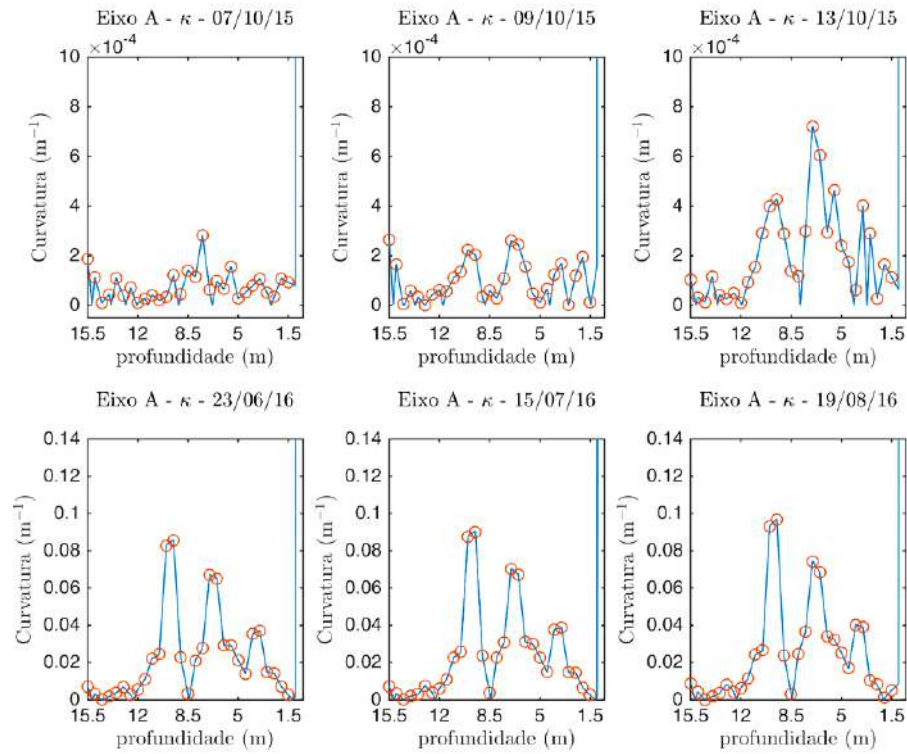 Eixo A - κ - 07/10/15
×10⁻⁴
10
8
6
4
2
0
Curvatura (m⁻¹)
15.5 12 8.5 5 1.5
profundidade (m)
Eixo A - κ - 09/10/15
×10⁻⁴
10
8
6
4
2
0
Curvatura (m⁻¹)
15.5 12 8.5 5 1.5
profundidade (m)
Eixo A - κ - 13/10/15
×10⁻⁴
10
8
6
4
2
0
Curvatura (m⁻¹)
15.5 12 8.5 5 1.5
profundidade (m)
Eixo A - κ - 23/06/16
0.14
0.12
0.1
0.08
0.06
0.04
0.02
0
Curvatura (m⁻¹)
15.5 12 8.5 5 1.5
profundidade (m)
Eixo A - κ - 15/07/16
0.14
0.12
0.1
0.08
0.06
0.04
0.02
0
Curvatura (m⁻¹)
15.5 12 8.5 5 1.5
profundidade (m)
Eixo A - κ - 19/08/16
0.14
0.12
0.1
0.08
0.06
0.04
0.02
0
Curvatura (m⁻¹)
15.5 12 8.5 5 1.5
profundidade (m)